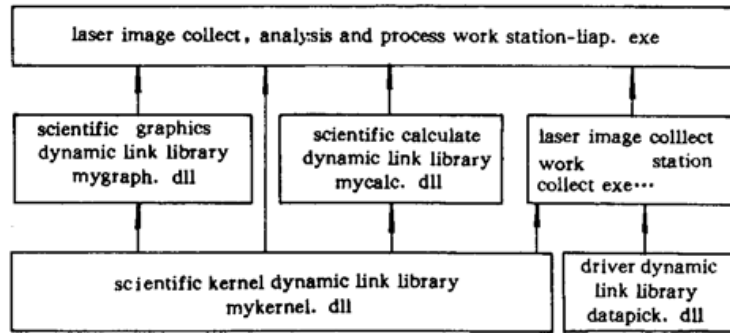 laser image collect, analysis and process work station-liap. exe
scientific graphics
dynamic link library
mygraph. dll
scientific calculate
dynamic link library
mycalc. dll
laser image colllect
work station
collect exe…
scientific kernel dynamic link library
mykernel. dll
driver dynamic
link library
datapick. dll